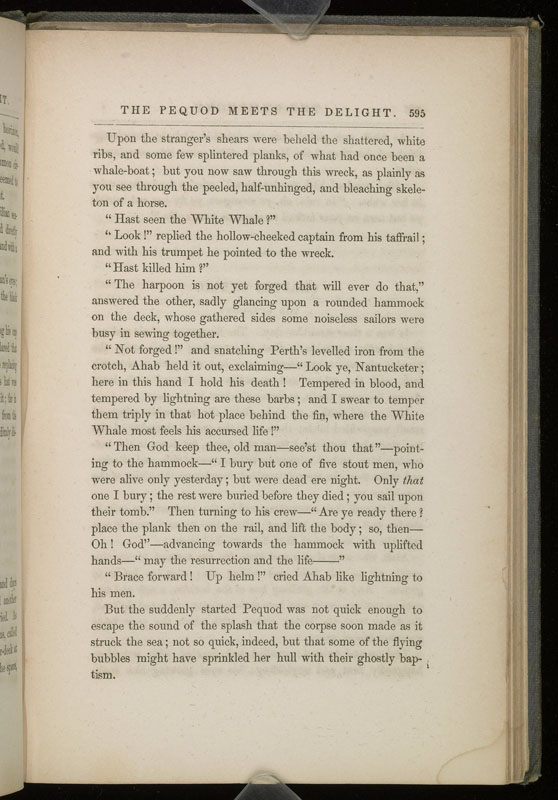 THE PEQUOD MEETS THE DELIGHT. 595
Upon the stranger's shears were beheld the shattered, white
ribs, and some few splintered planks, of what had once been a
whale-boat; but you now saw through this wreck, as plainly as
you see through the peeled, half-unhinged, and bleaching skele-
ton of a horse.
"Hast seen the White Whale?"
"Look!" replied the hollow-cheeked captain from his taffrail;
and with his trumpet he pointed to the wreck.
"Hast killed him?"
"The harpoon is not yet forged that will ever do that,"
answered the other, sadly glancing upon a rounded hammock
on the deck, whose gathered sides some noiseless sailors were
busy in sewing together.
"Not forged!" and snatching Perth's levelled iron from the
crotch, Ahab held it out, exclaiming—"Look ye, Nantucketer;
here in this hand I hold his death! Tempered in blood, and
tempered by lightning are these barbs; and I swear to temper
them triply in that hot place behind the fin, where the White
Whale most feels his accursed life!"
"Then God keep thee, old man—see'st thou that"—point-
ing to the hammock—"I bury but one of five stout men, who
were alive only yesterday; but were dead ere night. Only that
one I bury; the rest were buried before they died; you sail upon
their tomb." Then turning to his crew—"Are ye ready there?
place the plank then on the rail, and lift the body; so, then—
Oh! God"—advancing towards the hammock with uplifted
hands—"may the resurrection and the life——"
"Brace forward! Up helm!" cried Ahab like lightning to
his men.
But the suddenly started Pequod was not quick enough to
escape the sound of the splash that the corpse soon made as it
struck the sea; not so quick, indeed, but that some of the flying
bubbles might have sprinkled her hull with their ghostly bap-
tism.